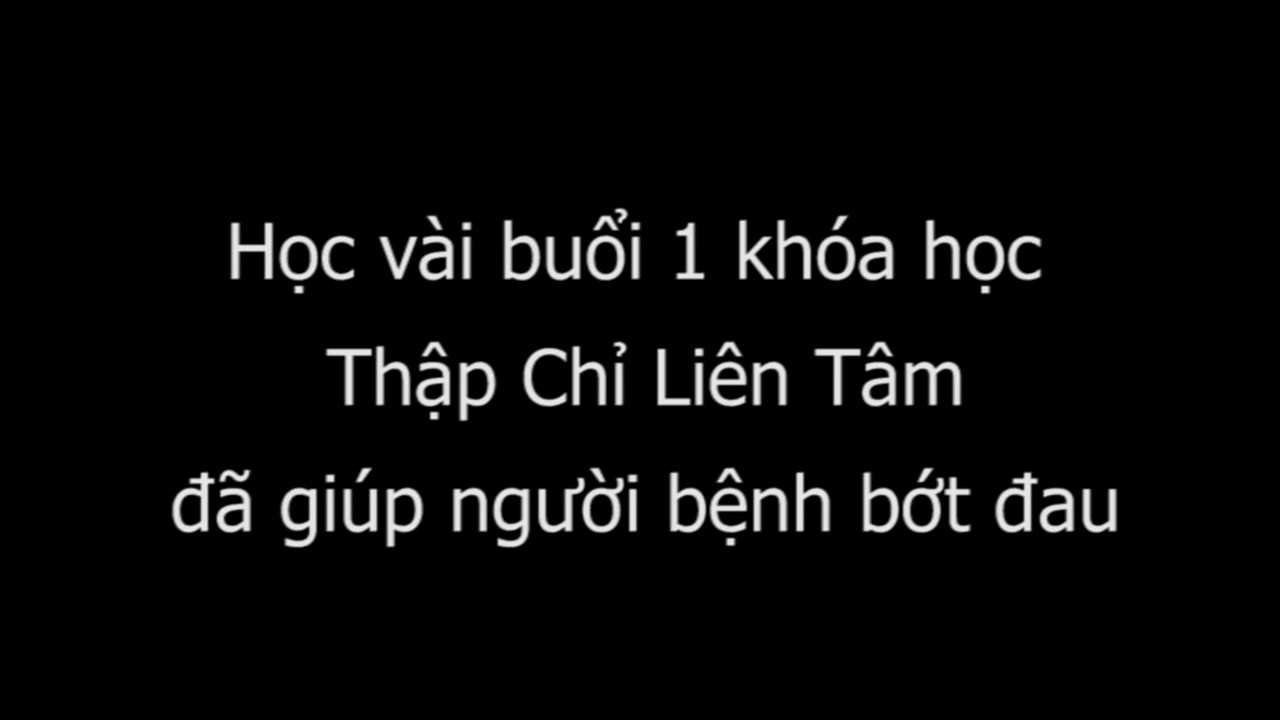 Học vài buổi 1 khóa học
Thập Chỉ Liên Tâm
đã giúp người bệnh bớt đau